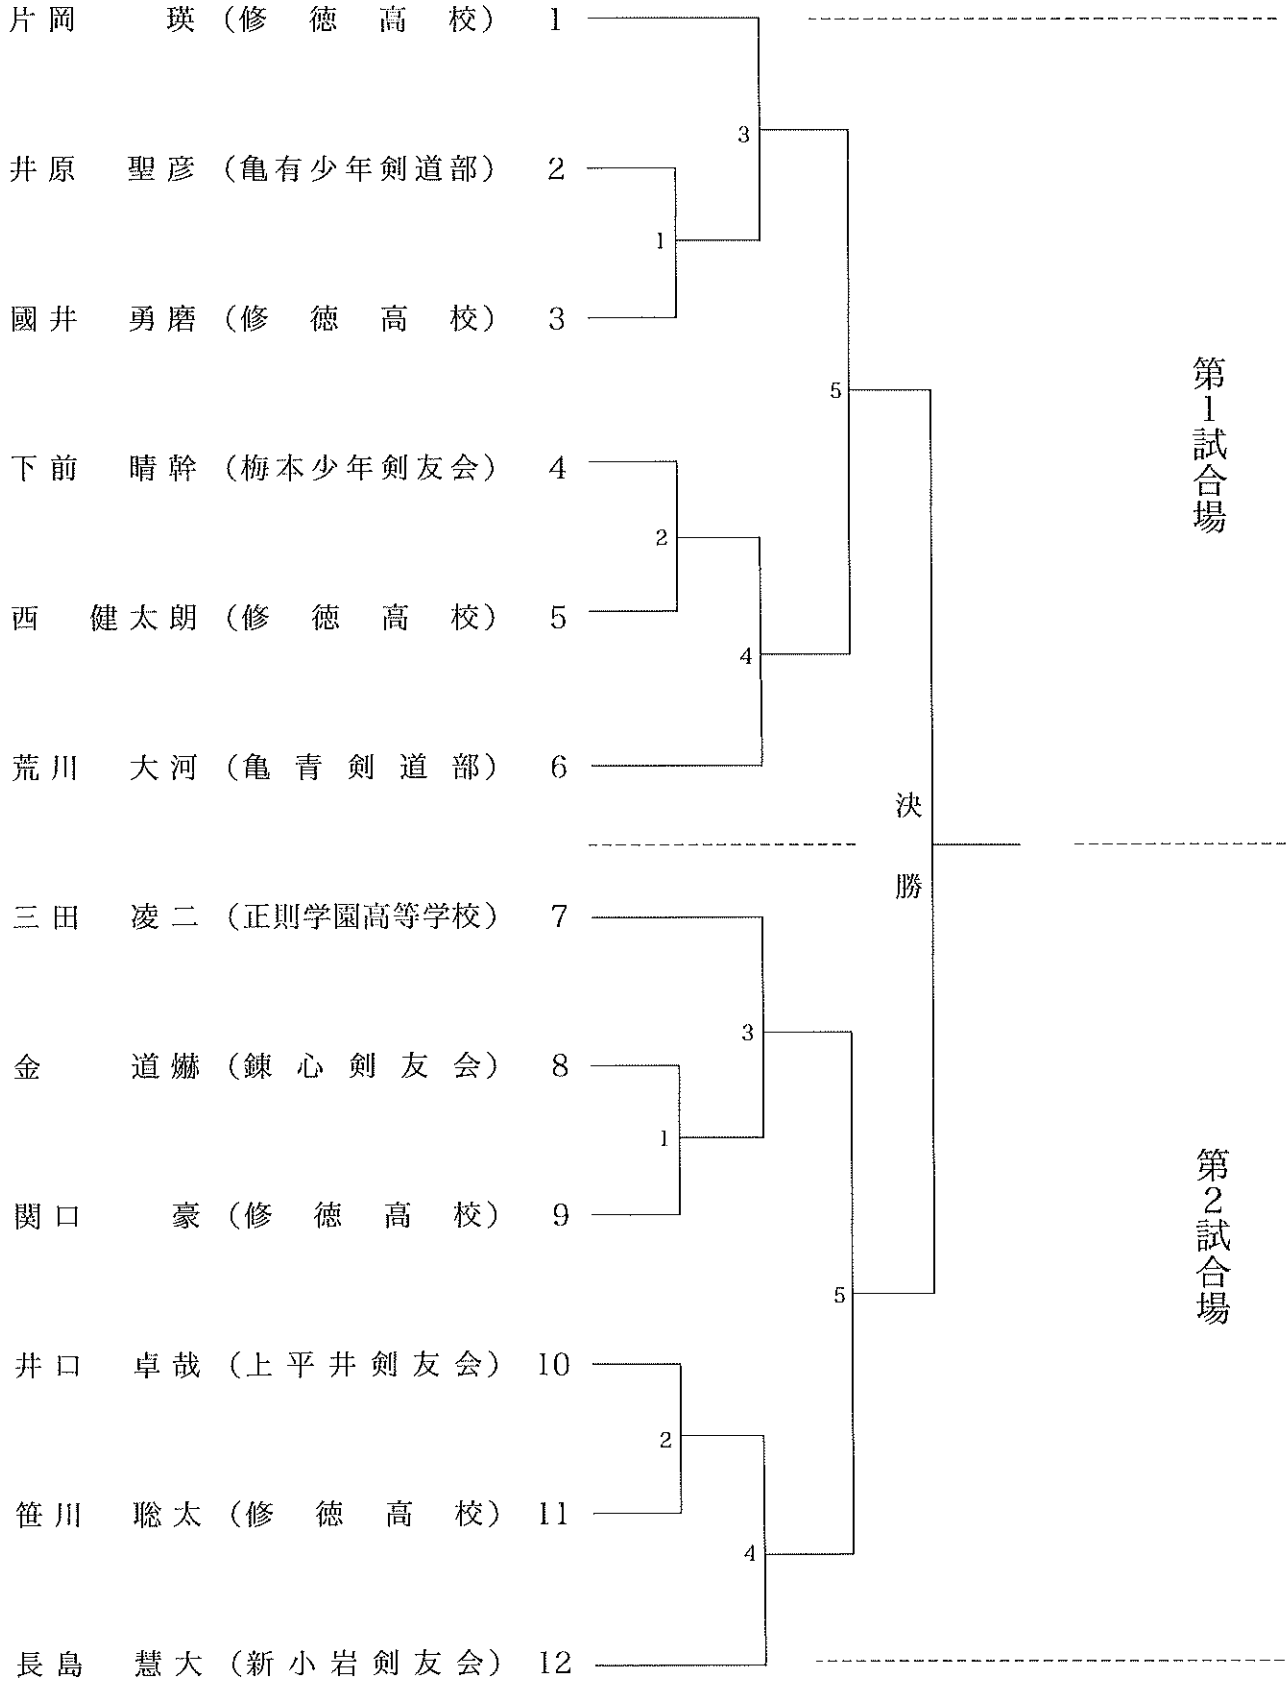 片岡 瑛 (修徳高校) 1
3
井原 聖彦 (亀有少年剣道部) 2
1
國井 勇磨 (修徳高校) 3
5
第1試合場
下前 晴幹 (梅本少年剣友会) 4
2
西 健太朗 (修徳高校) 5
4
荒川 大河 (亀青剣道部) 6
決勝
三田 凌二 (正則学園高等学校) 7
3
金 道爀 (錬心剣友会) 8
1
関口 豪 (修徳高校) 9
5
第2試合場
井口 卓哉 (上平井剣友会) 10
2
笹川 聡太 (修徳高校) 11
4
長島 慧大 (新小岩剣友会) 12